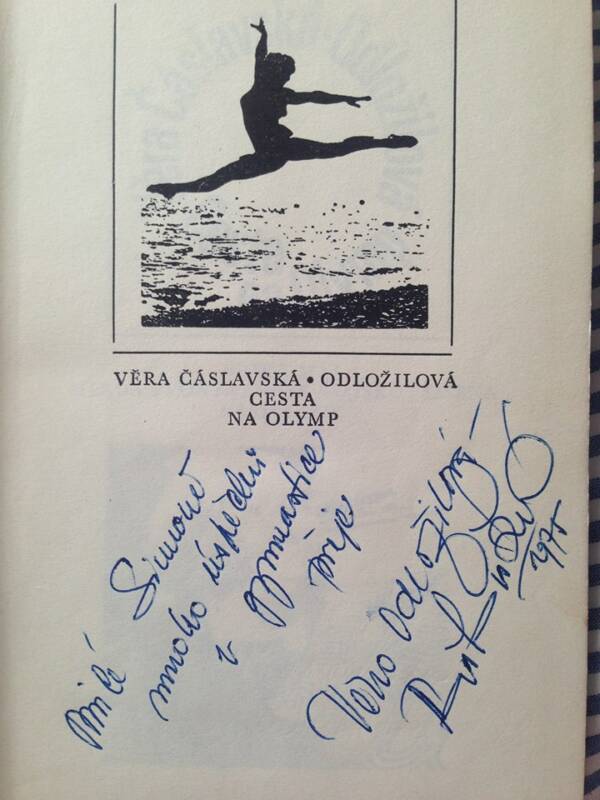 VĚRA ČÁSLAVSKÁ • ODLOŽILOVÁ
CESTA
NA OLYMP
Milé Simoně
mnoho úspěchů
v gymnastice
přeje
Věra Odložilová
1975